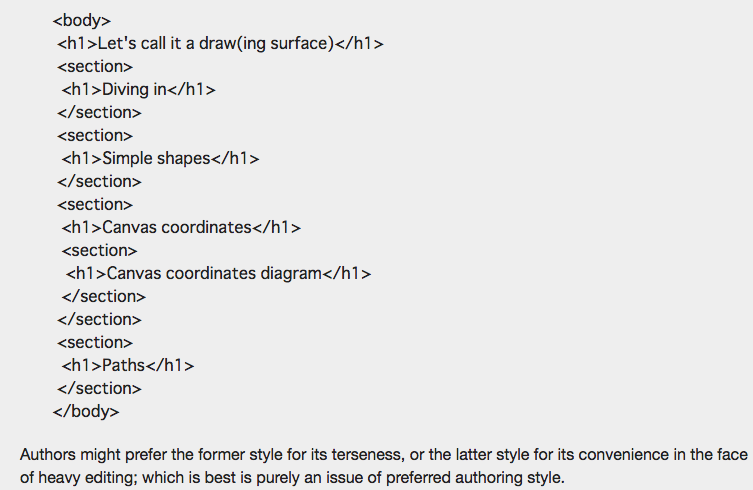 <body>
<h1>Let's call it a draw(ing surface)</h1>
<section>
<h1>Diving in</h1>
</section>
<section>
<h1>Simple shapes</h1>
</section>
<section>
<h1>Canvas coordinates</h1>
<section>
<h1>Canvas coordinates diagram</h1>
</section>
</section>
<section>
<h1>Paths</h1>
</section>
</body>
Authors might prefer the former style for its terseness, or the latter style for its convenience in the face
of heavy editing; which is best is purely an issue of preferred authoring style.